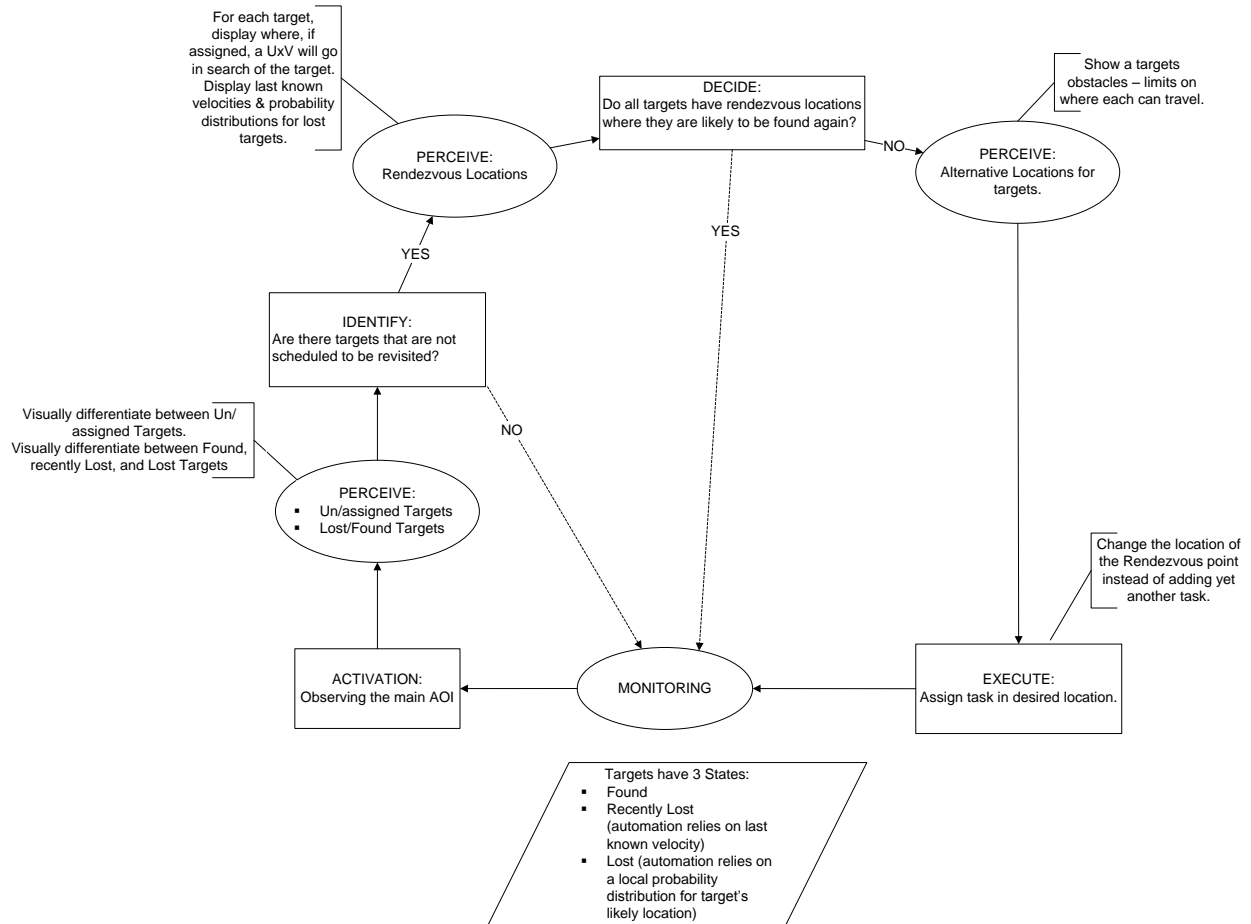 For each target,
display where, if
assigned, a UxV will go
in search of the target.
Display last known
velocities & probability
distributions for lost
targets.
DECIDE:
Do all targets have rendezvous locations
where they are likely to be found again?
Show a targets
obstacles – limits on
where each can travel.
PERCEIVE:
Rendezvous Locations
NO
PERCEIVE:
Alternative Locations for
targets.
YES
YES
IDENTIFY:
Are there targets that are not
scheduled to be revisited?
Visually differentiate between Un/
assigned Targets.
Visually differentiate between Found,
recently Lost, and Lost Targets
NO
PERCEIVE:
▪ Un/assigned Targets
▪ Lost/Found Targets
Change the location of
the Rendezvous point
instead of adding yet
another task.
ACTIVATION:
Observing the main AOI
MONITORING
EXECUTE:
Assign task in desired location.
Targets have 3 States:
▪ Found
▪ Recently Lost
(automation relies on last
known velocity)
▪ Lost (automation relies on
a local probability
distribution for target's
likely location)